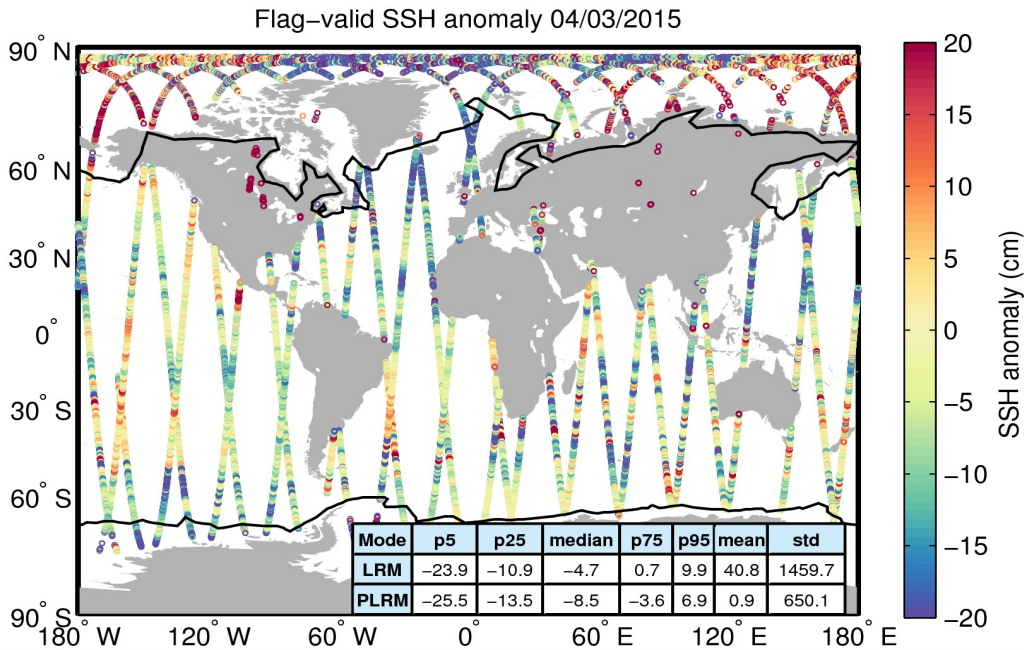 Flag−valid SSH anomaly 04/03/2015
90° N
60° N
30° N
0°
30° S
60° S
90° S
180° W
120° W
60° W
0°
60° E
120° E
180° E
Mode p5 p25 median p75 p95 mean std
LRM −23.9 −10.9 −4.7 0.7 9.9 40.8 1459.7
PLRM −25.5 −13.5 −8.5 −3.6 6.9 0.9 650.1
20
15
10
5
0
−5
−10
−15
−20
SSH anomaly (cm)